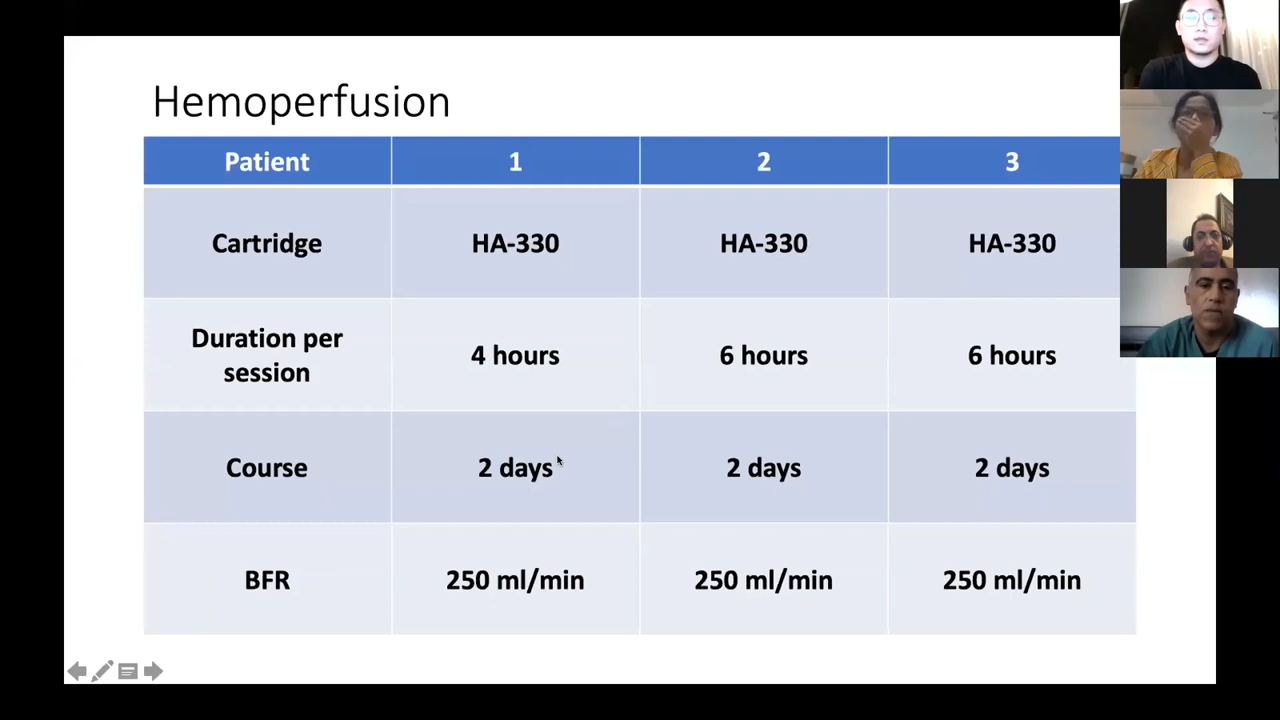 Hemoperfusion
Patient 1 2 3
Cartridge HA-330 HA-330 HA-330
Duration per
session 4 hours 6 hours 6 hours
Course 2 days 2 days 2 days
BFR 250 ml/min 250 ml/min 250 ml/min